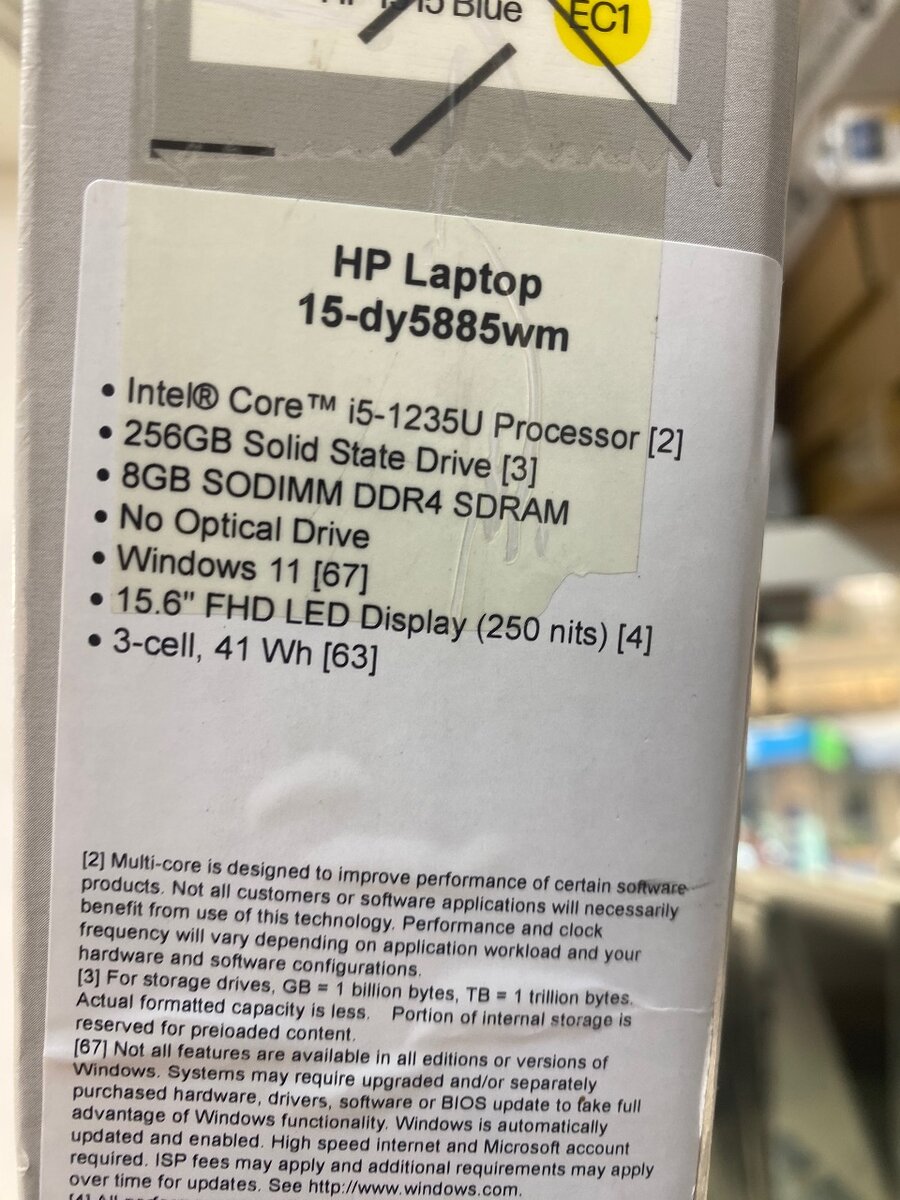 Blue
EC1
HP Laptop
15-dy5885wm
• Intel® Core™ i5-1235U Processor [2]
• 256GB Solid State Drive [3]
• 8GB SODIMM DDR4 SDRAM
• No Optical Drive
• Windows 11 [67]
• 15.6" FHD LED Display (250 nits) [4]
• 3-cell, 41 Wh [63]
[2] Multi-core is designed to improve performance of certain software
products. Not all customers or software applications will necessarily
benefit from use of this technology. Performance and clock
frequency will vary depending on application workload and your
hardware and software configurations.
[3] For storage drives, GB = 1 billion bytes, TB = 1 trillion bytes.
Actual formatted capacity is less. Portion of internal storage is
reserved for preloaded content.
[67] Not all features are available in all editions or versions of
Windows. Systems may require upgraded and/or separately
purchased hardware, drivers, software or BIOS update to take full
advantage of Windows functionality. Windows is automatically
updated and enabled. High speed internet and Microsoft account
required. ISP fees may apply and additional requirements may apply
over time for updates. See http://www.windows.com.